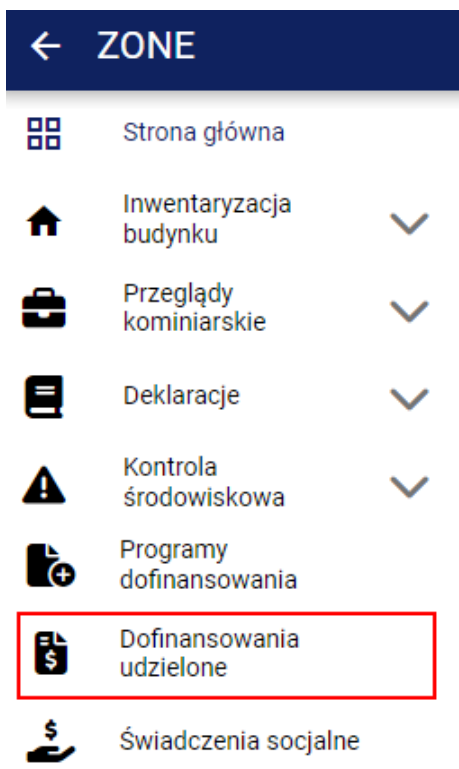 ZONE
Strona główna
Inwentaryzacja
budynku
Przeglądy
kominiarskie
Deklaracje
Kontrola
środowiskowa
Programy
dofinansowania
Dofinansowania
udzielone
Świadczenia socjalne